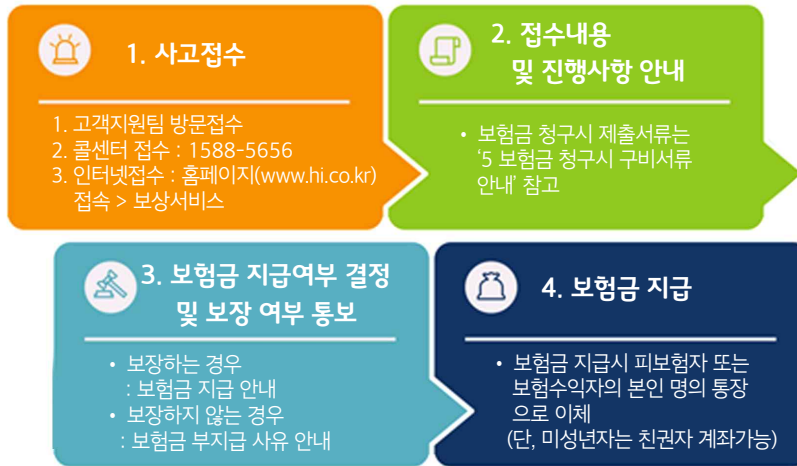 1. 사고접수
1. 고객지원팀 방문접수
2. 콜센터 접수 : 1588-5656
3. 인터넷접수 : 홈페이지(www.hi.co.kr)
접속 > 보상서비스
2. 접수내용
및 진행사항 안내
• 보험금 청구시 제출서류는
‘5 보험금 청구시 구비서류
안내’ 참고
3. 보험금 지급여부 결정
및 보장 여부 통보
• 보장하는 경우
: 보험금 지급 안내
• 보장하지 않는 경우
: 보험금 부지급 사유 안내
4. 보험금 지급
• 보험금 지급시 피보험자 또는
보험수익자의 본인 명의 통장
으로 이체
(단, 미성년자는 친권자 계좌가능)